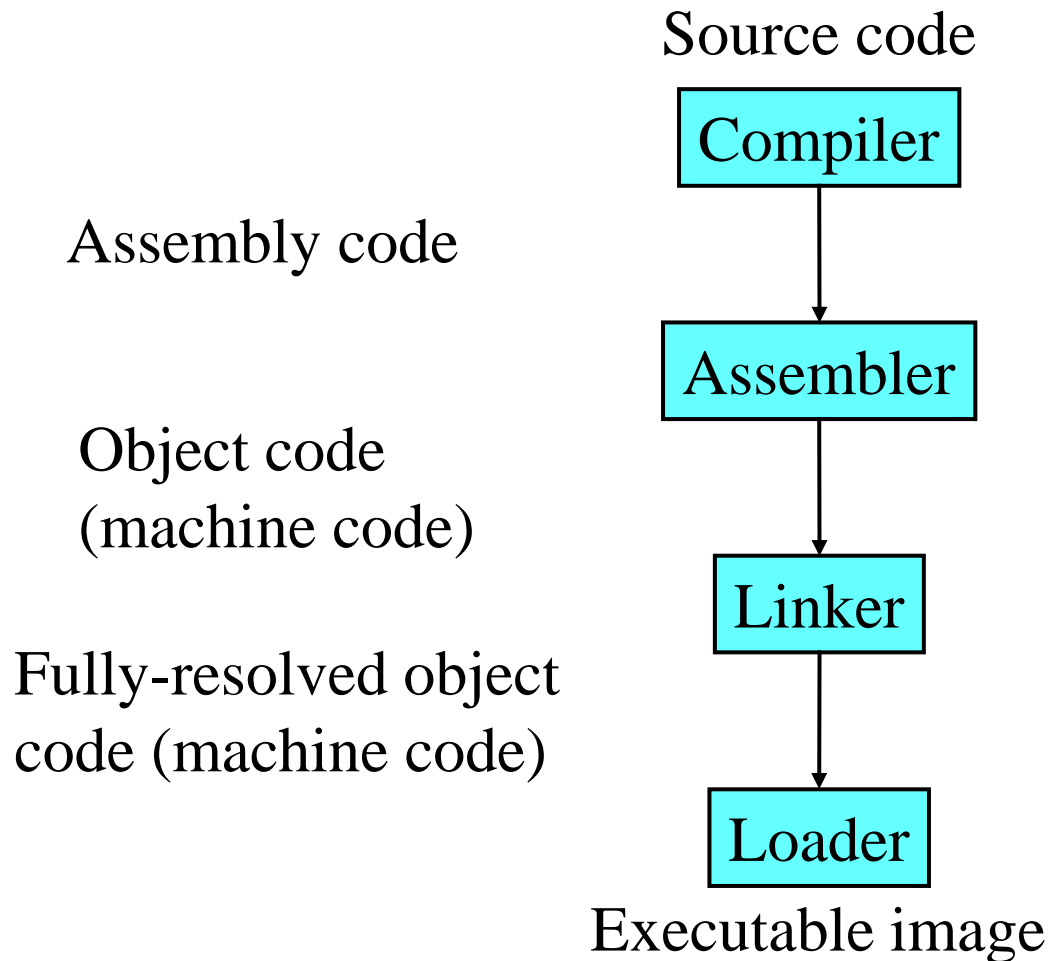 Source code
Compiler
Assembly code
Assembler
Object code
(machine code)
Linker
Fully-resolved object
code (machine code)
Loader
Executable image